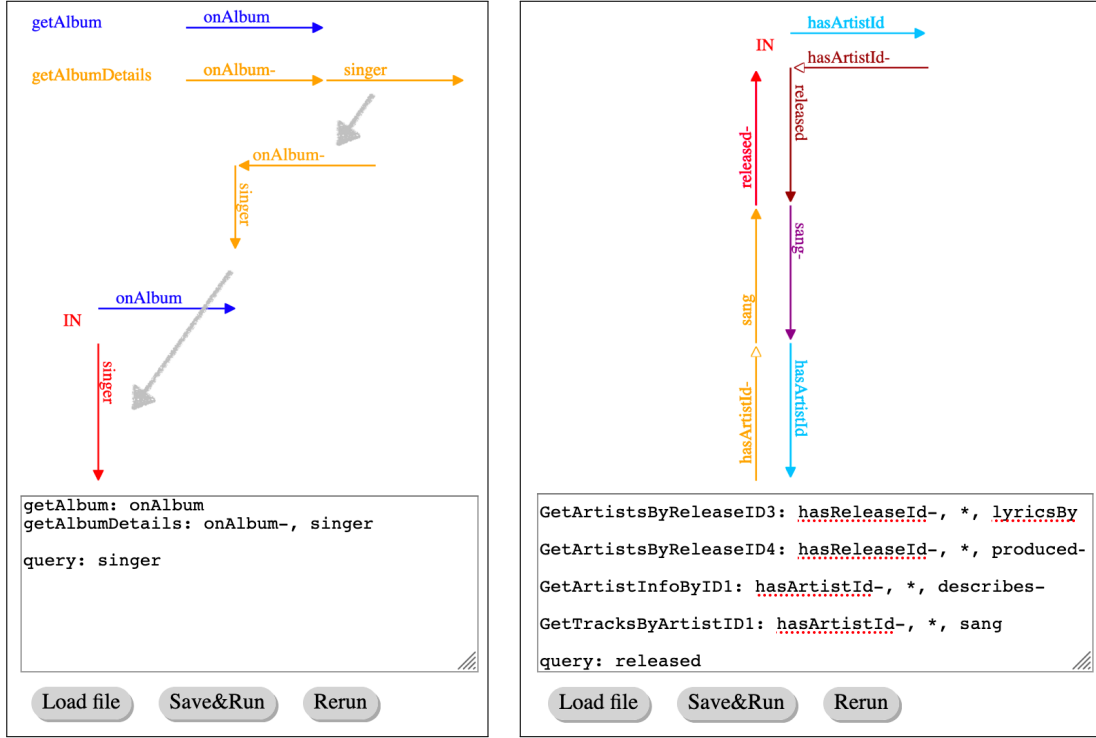 getAlbum onAlbum
getAlbumDetails onAlbum- singer
onAlbum-
singer
onAlbum
IN
singer
getAlbum: onAlbum
getAlbumDetails: onAlbum-, singer
query: singer
Load file Save&Run Rerun
hasArtistId
IN
hasArtistId-
released
released-
sang-
sang
hasArtistId
hasArtistId-
GetArtistsByReleaseID3: hasReleaseId-, *, lyricsBy
GetArtistsByReleaseID4: hasReleaseId-, *, produced-
GetArtistInfoByID1: hasArtistId-, *, describes-
GetTracksByArtistID1: hasArtistId-, *, sang
query: released
Load file Save&Run Rerun